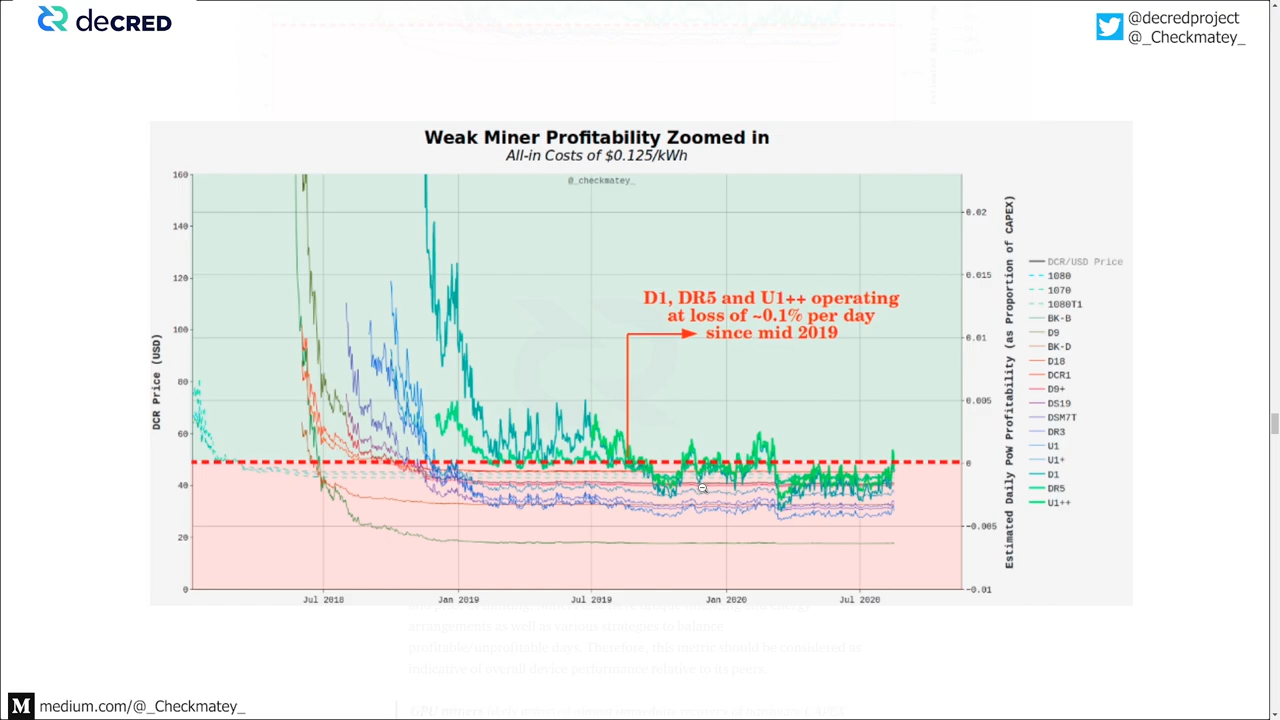 deCRED
@decredproject
@_Checkmatey_
Weak Miner Profitability Zoomed in
All-in Costs of $0.125/kWh
@_checkmatey_
160
140
120
100
80
60
40
20
0
DCR Price (USD)
D1, DR5 and U1++ operating
at loss of ~0.1% per day
since mid 2019
0.02
0.015
0.01
0.005
0
-0.005
-0.01
Estimated Daily PoW Profitability (as Proportion of CAPEX)
DCR/USD Price
1080
1070
1080T1
BK-B
D9
BK-D
D18
DCR1
D9+
DS19
DSM7T
DR3
U1
U1+
D1
DR5
U1++
Jul 2018
Jan 2019
Jul 2019
Jan 2020
Jul 2020
arrangements as well as various strategies to balance
profitable/unprofitable days. Therefore, this metric should be considered as
indicative of overall device performance relative to its peers.
M medium.com/@_Checkmatey_